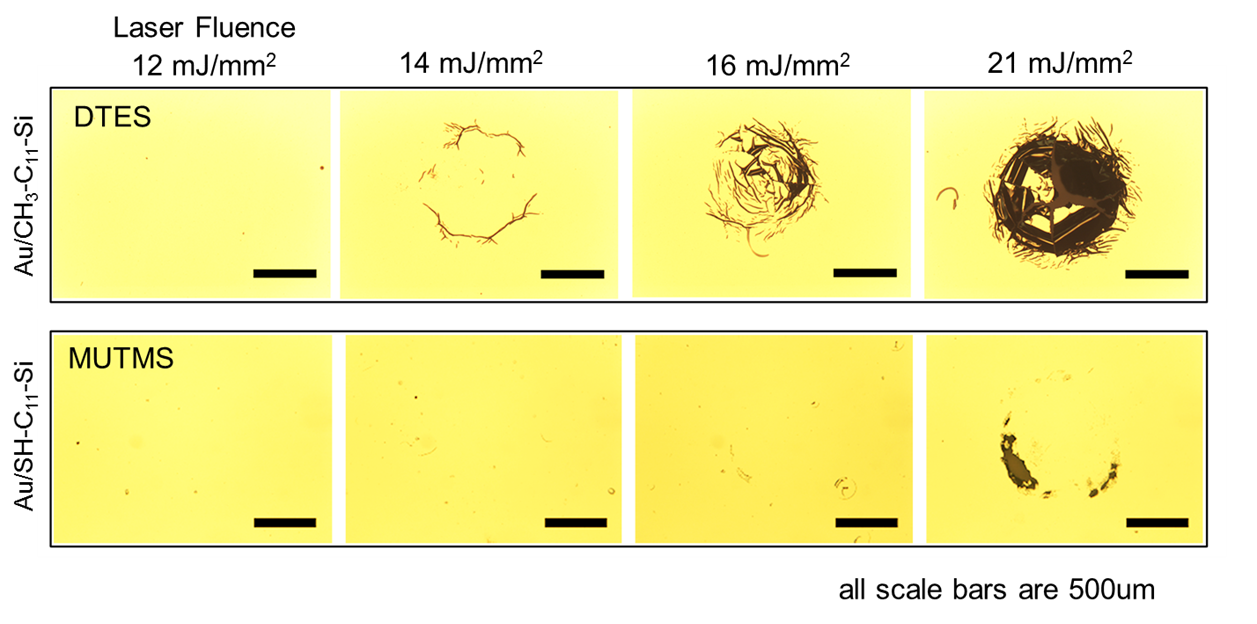 Laser Fluence
12 mJ/mm² 14 mJ/mm² 16 mJ/mm² 21 mJ/mm²
Au/CH₃-C₁₁-Si
DTES
Au/SH-C₁₁-Si
MUTMS
all scale bars are 500um